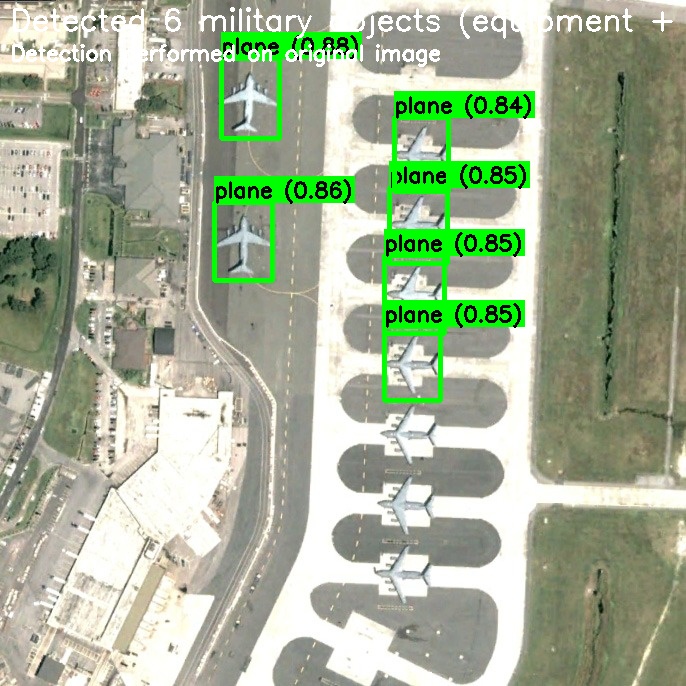 Detected 6 military objects (equipment +
Detection performed on original image
plane (0.88)
plane (0.84)
plane (0.85)
plane (0.86)
plane (0.85)
plane (0.85)